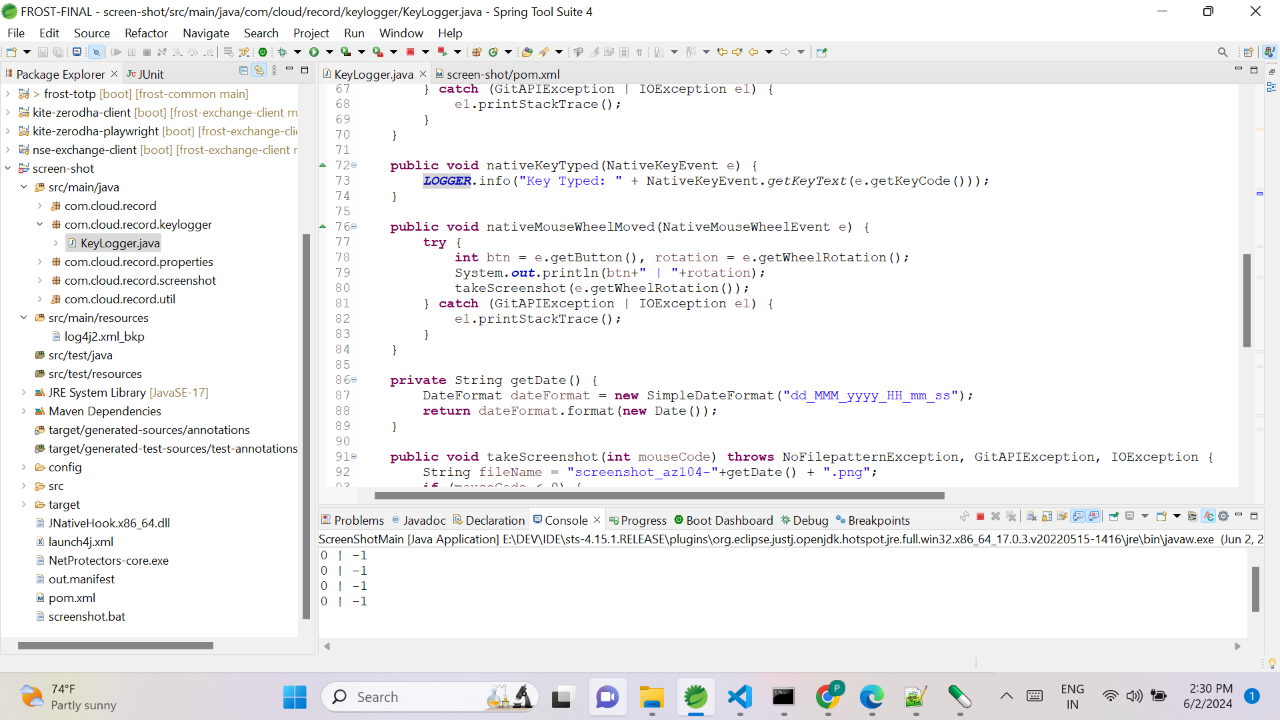 FROST-FINAL - screen-shot/src/main/java/com/cloud/record/keylogger/KeyLogger.java - Spring Tool Suite 4
File Edit Source Refactor Navigate Search Project Run Window Help
Package Explorer
JUnit
> frost-totp [boot] [frost-common main]
kite-zerodha-client [boot] [frost-exchange-client m
kite-zerodha-playwright [boot] [frost-exchange-cli
nse-exchange-client [boot] [frost-exchange-client r
screen-shot
src/main/java
com.cloud.record
com.cloud.record.keylogger
KeyLogger.java
com.cloud.record.properties
com.cloud.record.screenshot
com.cloud.record.util
src/main/resources
log4j2.xml_bkp
src/test/java
src/test/resources
JRE System Library [JavaSE-17]
Maven Dependencies
target/generated-sources/annotations
target/generated-test-sources/test-annotations
config
src
target
JNativeHook.x86_64.dll
launch4j.xml
NetProtectors-core.exe
out.manifest
pom.xml
screenshot.bat
KeyLogger.java
screen-shot/pom.xml
67 } catch (GitAPIException | IOException e1) {
68 e1.printStackTrace();
69 }
70 }
71
72 public void nativeKeyTyped(NativeKeyEvent e) {
73 LOGGER.info("Key Typed: " + NativeKeyEvent.getKeyText(e.getKeyCode()));
74 }
75
76 public void nativeMouseWheelMoved(NativeMouseWheelEvent e) {
77 try {
78 int btn = e.getButton(), rotation = e.getWheelRotation();
79 System.out.println(btn+" | "+rotation);
80 takeScreenshot(e.getWheelRotation());
81 } catch (GitAPIException | IOException e1) {
82 e1.printStackTrace();
83 }
84 }
85
86 private String getDate() {
87 DateFormat dateFormat = new SimpleDateFormat("dd_MMM_yyyy_HH_mm_ss");
88 return dateFormat.format(new Date());
89 }
90
91 public void takeScreenshot(int mouseCode) throws NoFilepatternException, GitAPIException, IOException {
92 String fileName = "screenshot_az104-"+getDate() + ".png";
93 if (mouseCode < 0) {
Problems Javadoc Declaration Console Progress Boot Dashboard Debug Breakpoints
ScreenShotMain [Java Application] E:\DEV\IDE\sts-4.15.1.RELEASE\plugins\org.eclipse.justj.openjdk.hotspot.jre.full.win32.x86_64_17.0.3.v20220515-1416\jre\bin\javaw.exe (Jun 2, 2
0 | -1
0 | -1
0 | -1
0 | -1
74°F
Partly sunny
Search
ENG
IN
2:30 PM
6/2/2024
1